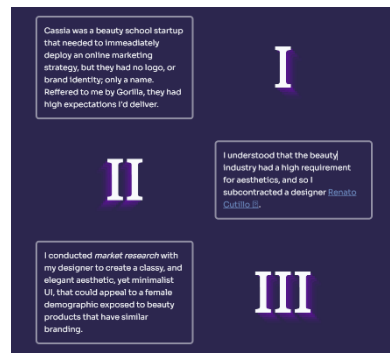 Cassia was a beauty school startup
that needed to immeadiately
deploy an online marketing
strategy, but they had no logo, or
brand identity; only a name.
Reffered to me by Gorilla, they had
high expectations I'd deliver.
I
II
I understood that the beauty
industry had a high requirement
for aesthetics, and so I
subcontracted a designer Renato
Cutillo.
I conducted market research with
my designer to create a classy, and
elegant aesthetic, yet minimalist
UI, that could appeal to a female
demographic exposed to beauty
products that have similar
branding.
III